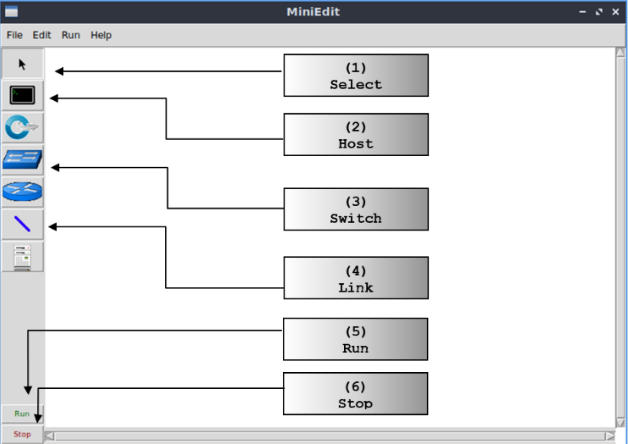 MiniEdit
File Edit Run Help
(1)
Select
(2)
Host
(3)
Switch
(4)
Link
(5)
Run
(6)
Stop
Run
Stop